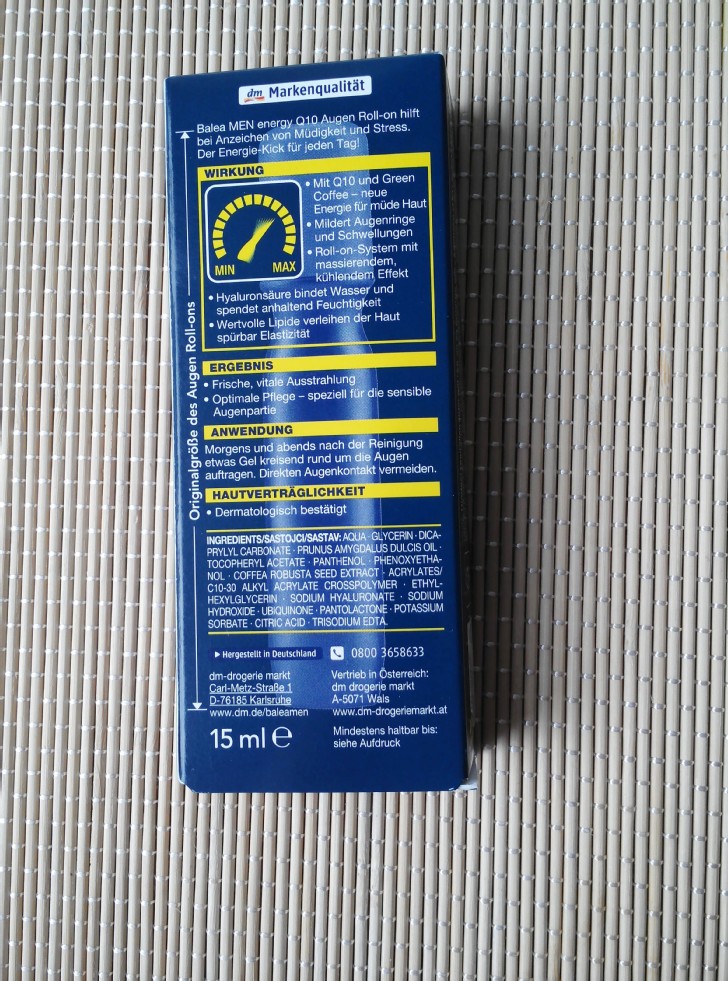 dm Markenqualität
Balea MEN energy Q10 Augen Roll-on hilft
bei Anzeichen von Müdigkeit und Stress.
Der Energie-Kick für jeden Tag!
WIRKUNG
MIN MAX
• Mit Q10 und Green
Coffee – neue
Energie für müde Haut
• Mildert Augenringe
und Schwellungen
• Roll-on-System mit
massierendem,
kühlendem Effekt
• Hyaluronsäure bindet Wasser und
spendet anhaltend Feuchtigkeit
• Wertvolle Lipide verleihen der Haut
spürbar Elastizität
ERGEBNIS
• Frische, vitale Ausstrahlung
• Optimale Pflege – speziell für die sensible
Augenpartie
ANWENDUNG
Morgens und abends nach der Reinigung
etwas Gel kreisend rund um die Augen
auftragen. Direkten Augenkontakt vermeiden.
HAUTVERTRÄGLICHKEIT
• Dermatologisch bestätigt
Originalgröße des Augen Roll-ons
INGREDIENTS/SASTOJCI/SASTAV: AQUA · GLYCERIN · DICA-
PRYLYL CARBONATE · PRUNUS AMYGDALUS DULCIS OIL ·
TOCOPHERYL ACETATE · PANTHENOL · PHENOXYETHA-
NOL · COFFEA ROBUSTA SEED EXTRACT · ACRYLATES/
C10-30 ALKYL ACRYLATE CROSSPOLYMER · ETHYL-
HEXYLGLYCERIN · SODIUM HYALURONATE · SODIUM
HYDROXIDE · UBIQUINONE · PANTOLACTONE · POTASSIUM
SORBATE · CITRIC ACID · TRISODIUM EDTA.
Hergestellt in Deutschland 0800 3658633
dm-drogerie markt
Carl-Metz-Straße 1
D-76185 Karlsruhe
www.dm.de/baleamen
Vertrieb in Österreich:
dm drogerie markt
A-5071 Wals
www.dm-drogeriemarkt.at
15 ml e
Mindestens haltbar bis:
siehe Aufdruck